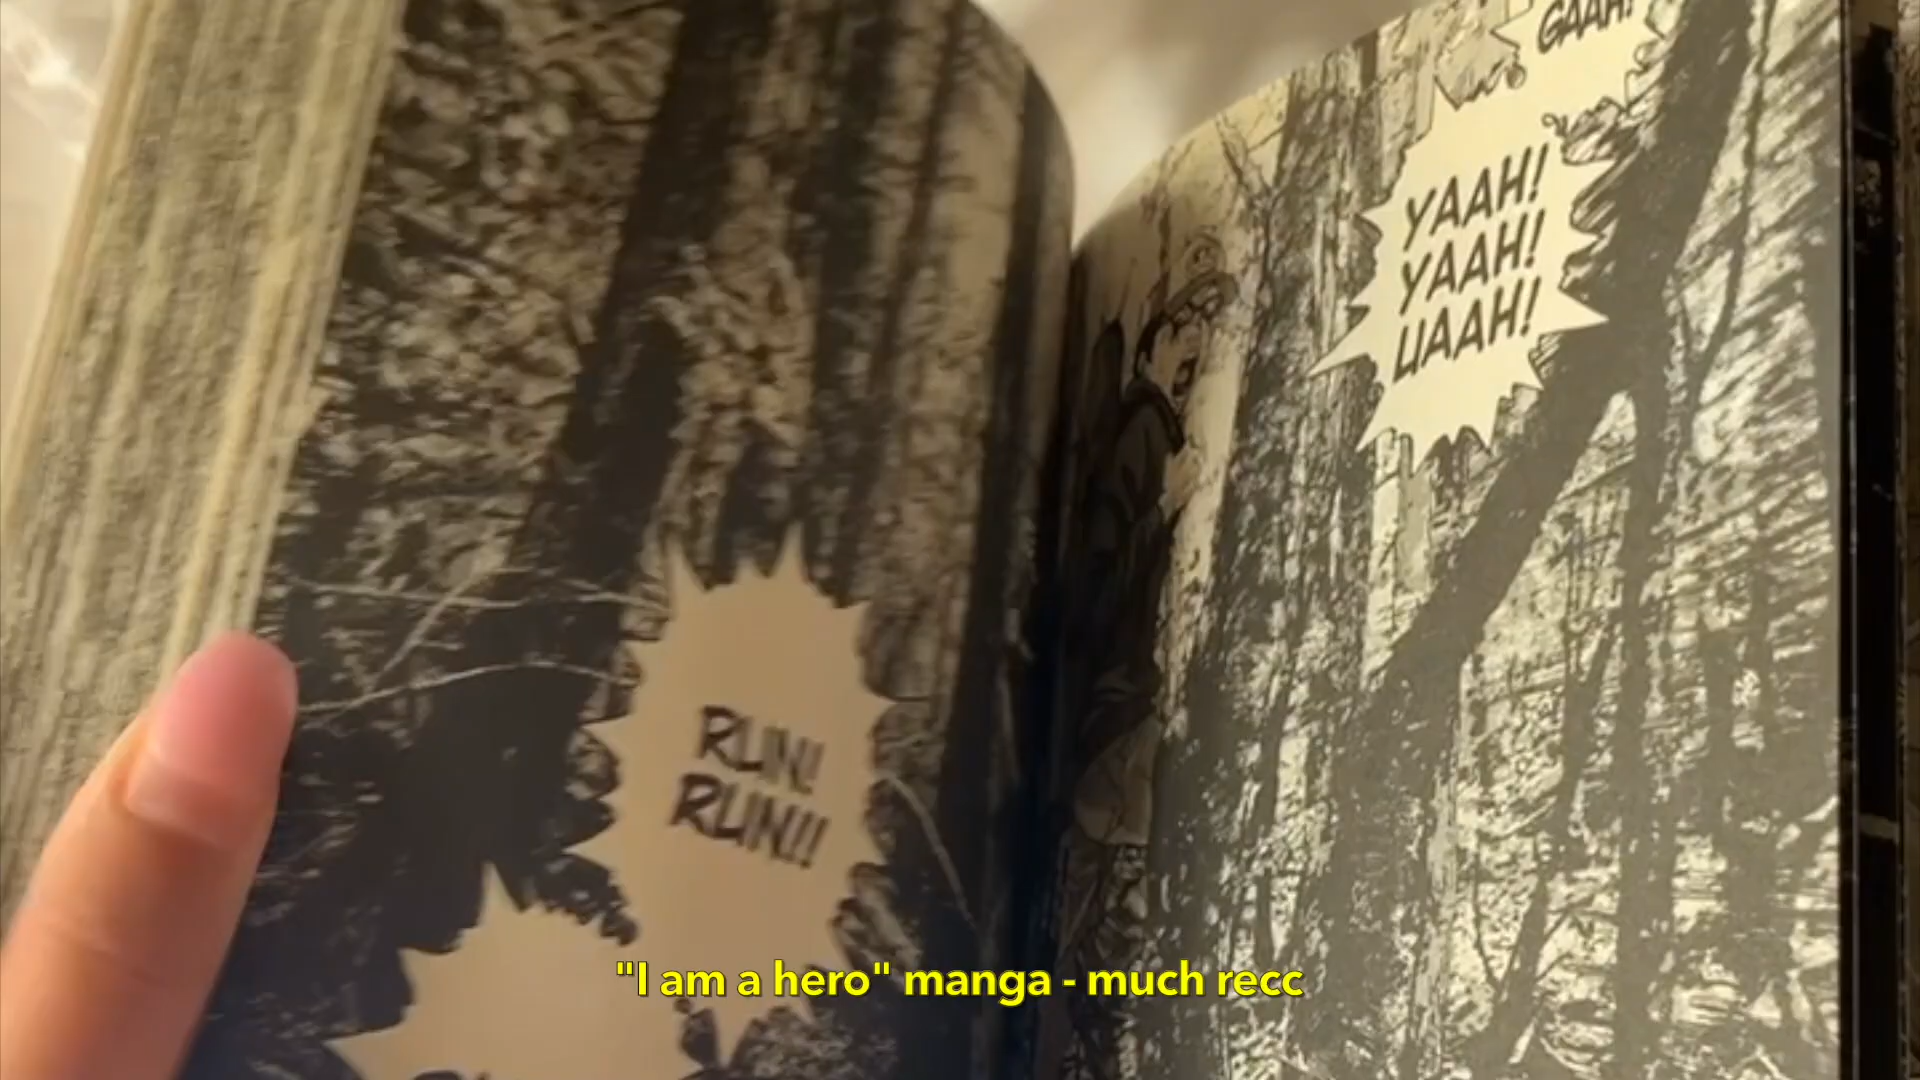 GAAH!
YAAH!
YAAH!
UAAH!
RUN!
RUN!!
"I am a hero" manga - much recc